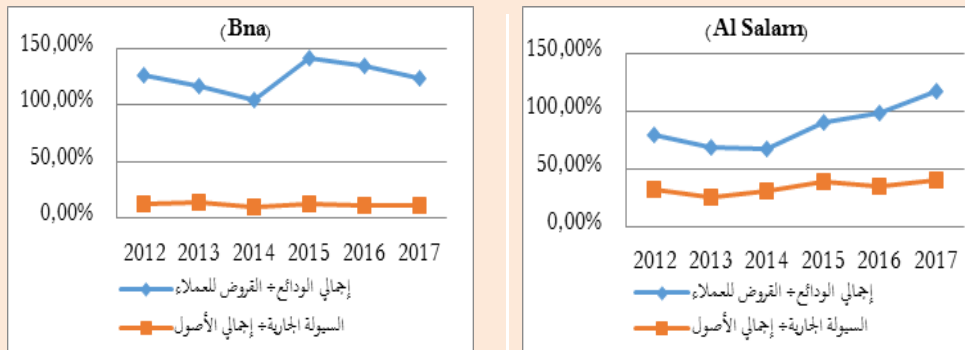 (Bna)
150,00%
100,00%
50,00%
0,00%
2012 2013 2014 2015 2016 2017
إجمالي الودائع÷ القروض للعملاء
السيولة الجارية÷ إجمالي الأصول
(Al Salam)
150,00%
100,00%
50,00%
0,00%
2012 2013 2014 2015 2016 2017
إجمالي الودائع÷ القروض للعملاء
السيولة الجارية÷ إجمالي الأصول